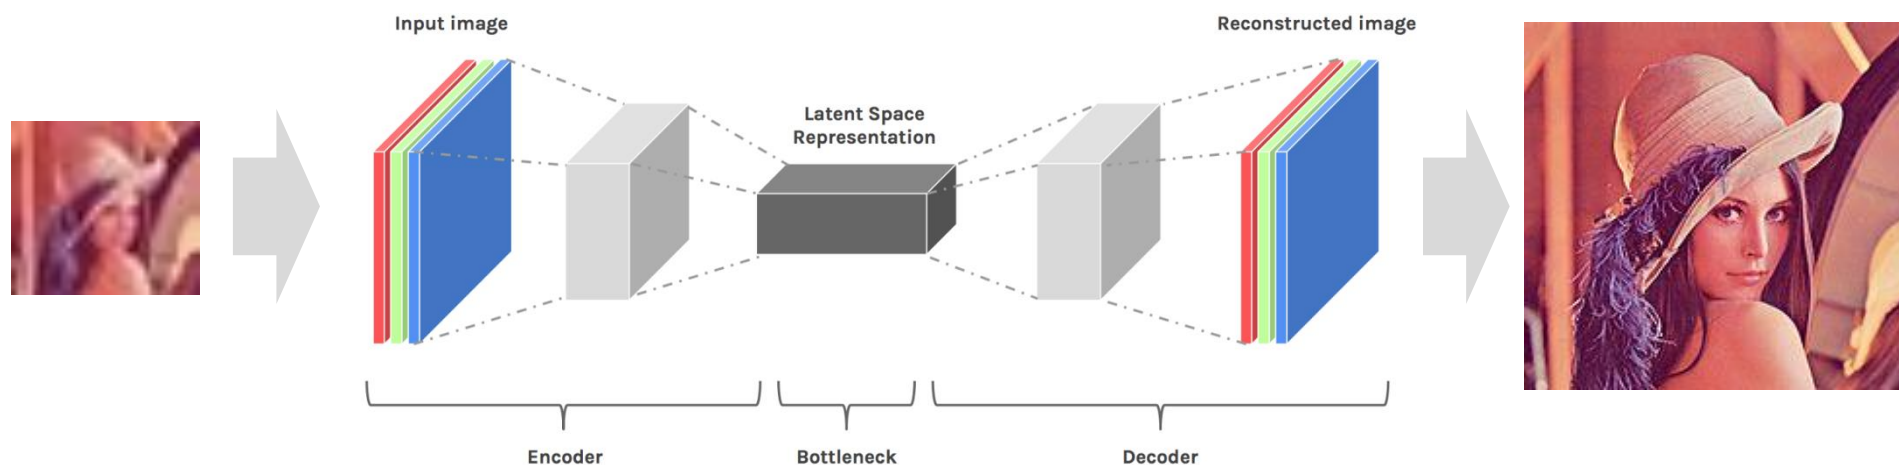 Input image
Reconstructed image
Latent Space
Representation
Encoder
Bottleneck
Decoder